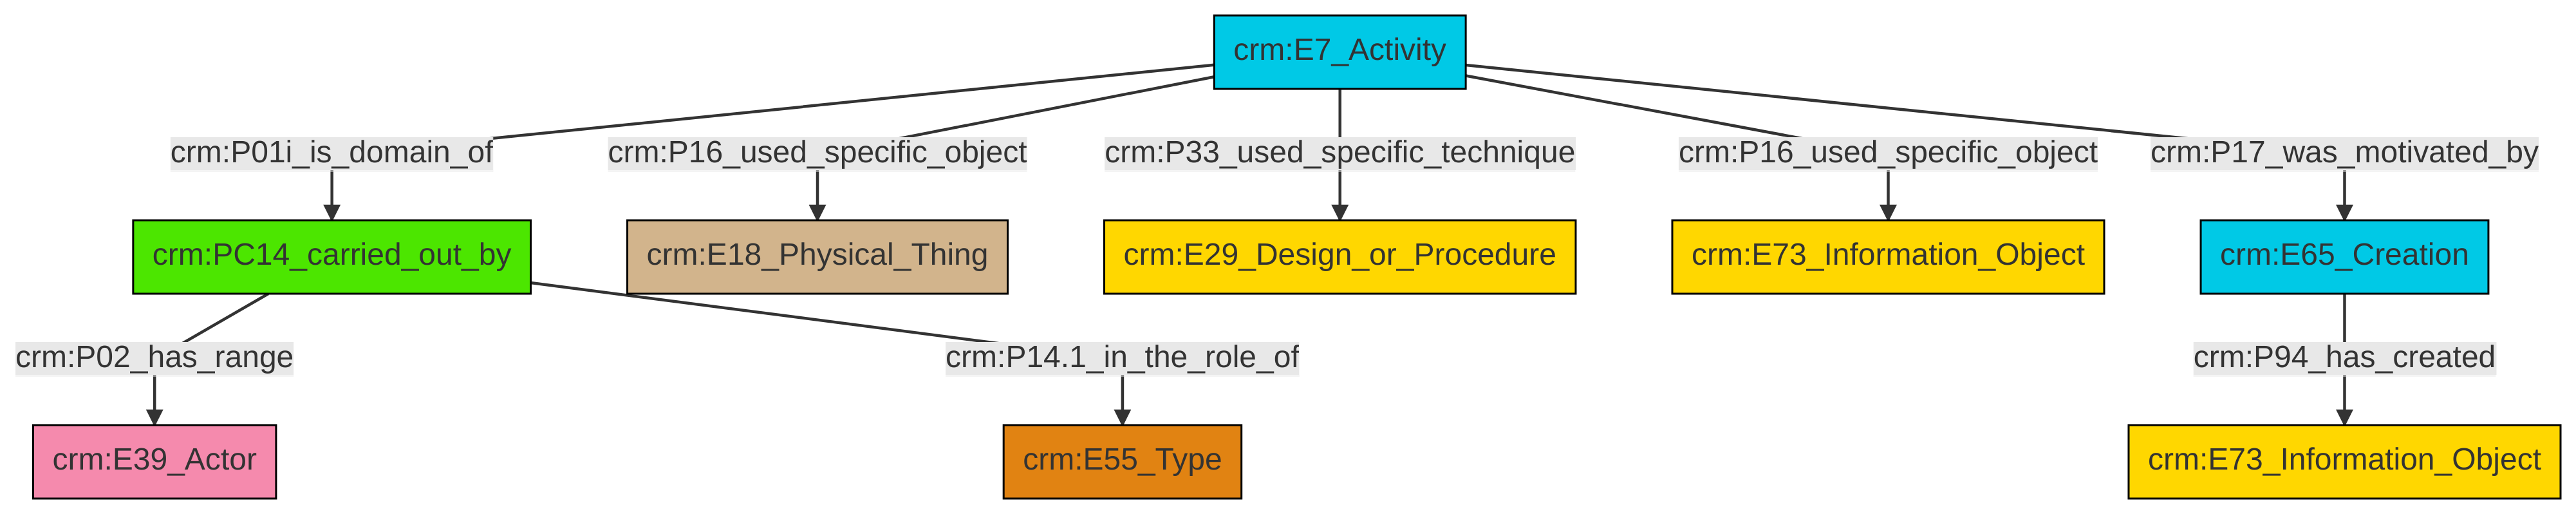 crm:E7_Activity
crm:P01i_is_domain_of
crm:P16_used_specific_object
crm:P33_used_specific_technique
crm:P16_used_specific_object
crm:P17_was_motivated_by
crm:PC14_carried_out_by
crm:E18_Physical_Thing
crm:E29_Design_or_Procedure
crm:E73_Information_Object
crm:E65_Creation
crm:P02_has_range
crm:P14.1_in_the_role_of
crm:P94_has_created
crm:E39_Actor
crm:E55_Type
crm:E73_Information_Object